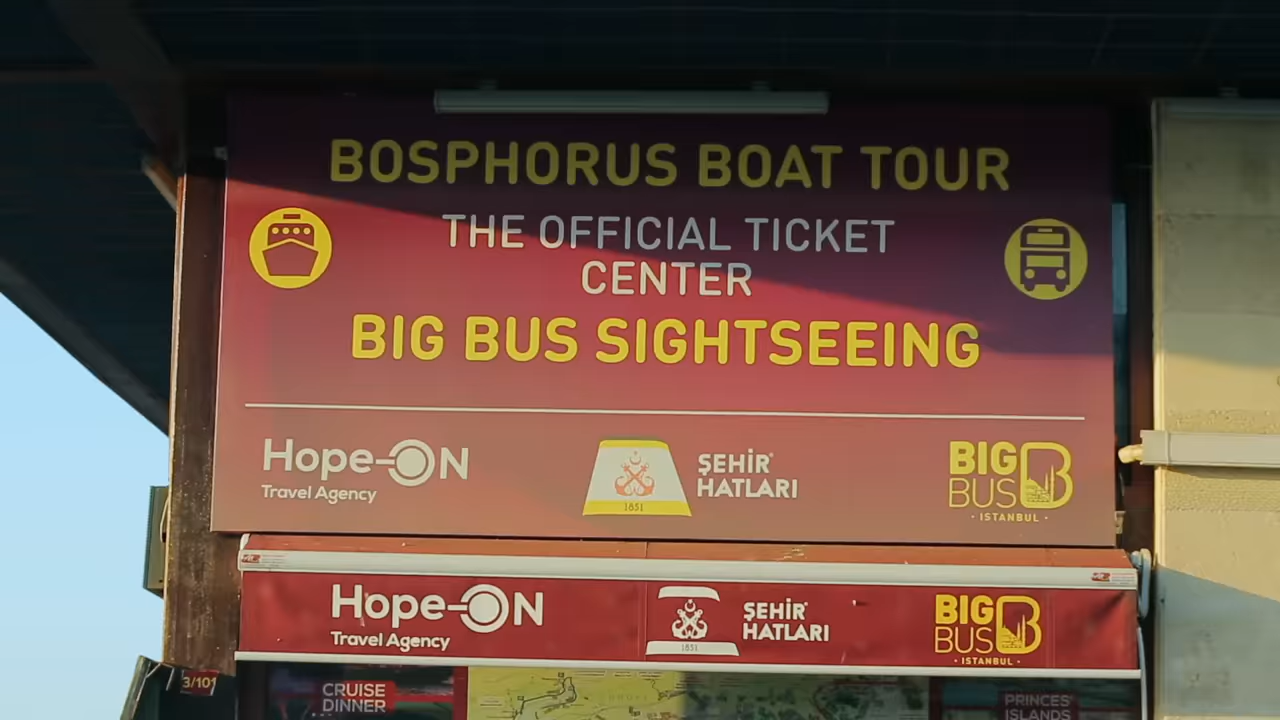 BOSPHORUS BOAT TOUR
THE OFFICIAL TICKET
CENTER
BIG BUS SIGHTSEEING
Hope-ON
Travel Agency
1851
ŞEHİR
HATLARI
BIG
BUS
· ISTANBUL ·
Hope-ON
Travel Agency
1851
ŞEHİR
HATLARI
BIG
BUS
· ISTANBUL ·
3/101
CRUISE
DINNER
PRINCES'
ISLANDS